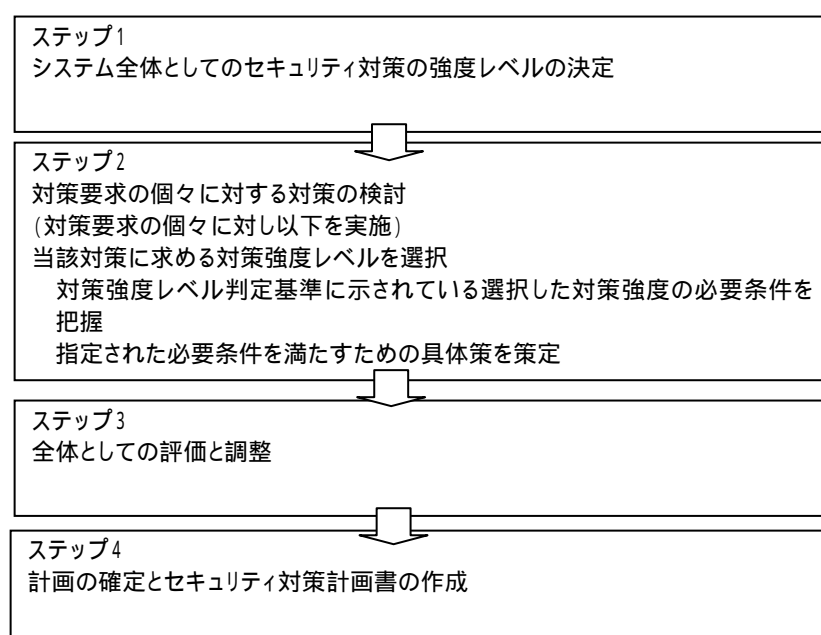 ステップ1
システム全体としてのセキュリティ対策の強度レベルの決定
ステップ2
対策要求の個々に対する対策の検討
(対策要求の個々に対し以下を実施)
当該対策に求める対策強度レベルを選択
対策強度レベル判定基準に示されている選択した対策強度の必要条件を
把握
指定された必要条件を満たすための具体策を策定
ステップ3
全体としての評価と調整
ステップ4
計画の確定とセキュリティ対策計画書の作成